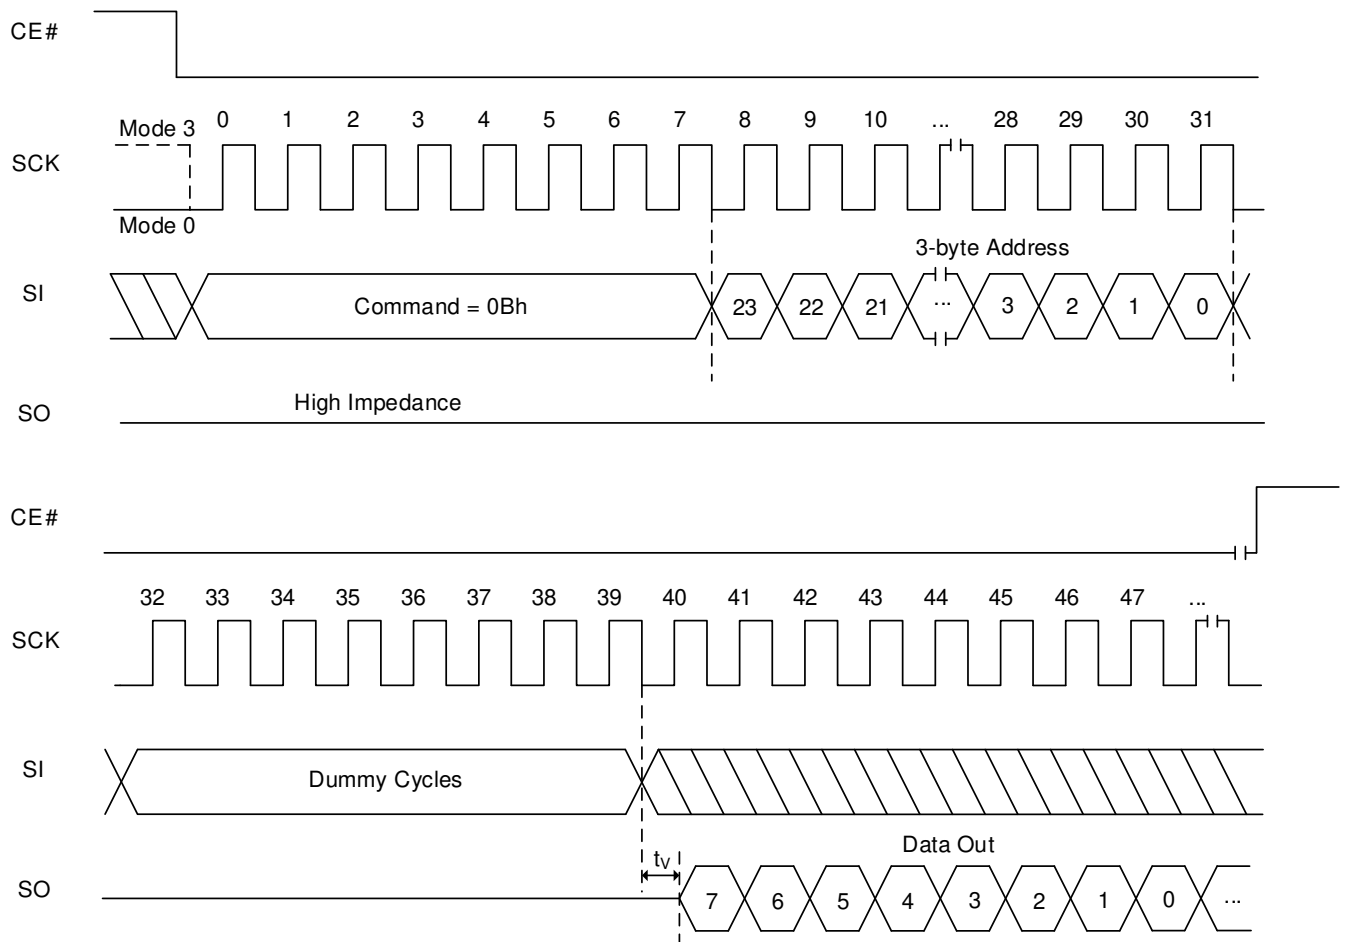 CE#
Mode 3 0 1 2 3 4 5 6 7 8 9 10 ... 28 29 30 31
SCK
Mode 0
3-byte Address
SI
Command = 0Bh 23 22 21 ... 3 2 1 0
High Impedance
SO
CE#
32 33 34 35 36 37 38 39 40 41 42 43 44 45 46 47 ...
SCK
SI
Dummy Cycles
Data Out
tV
SO
7 6 5 4 3 2 1 0 ...